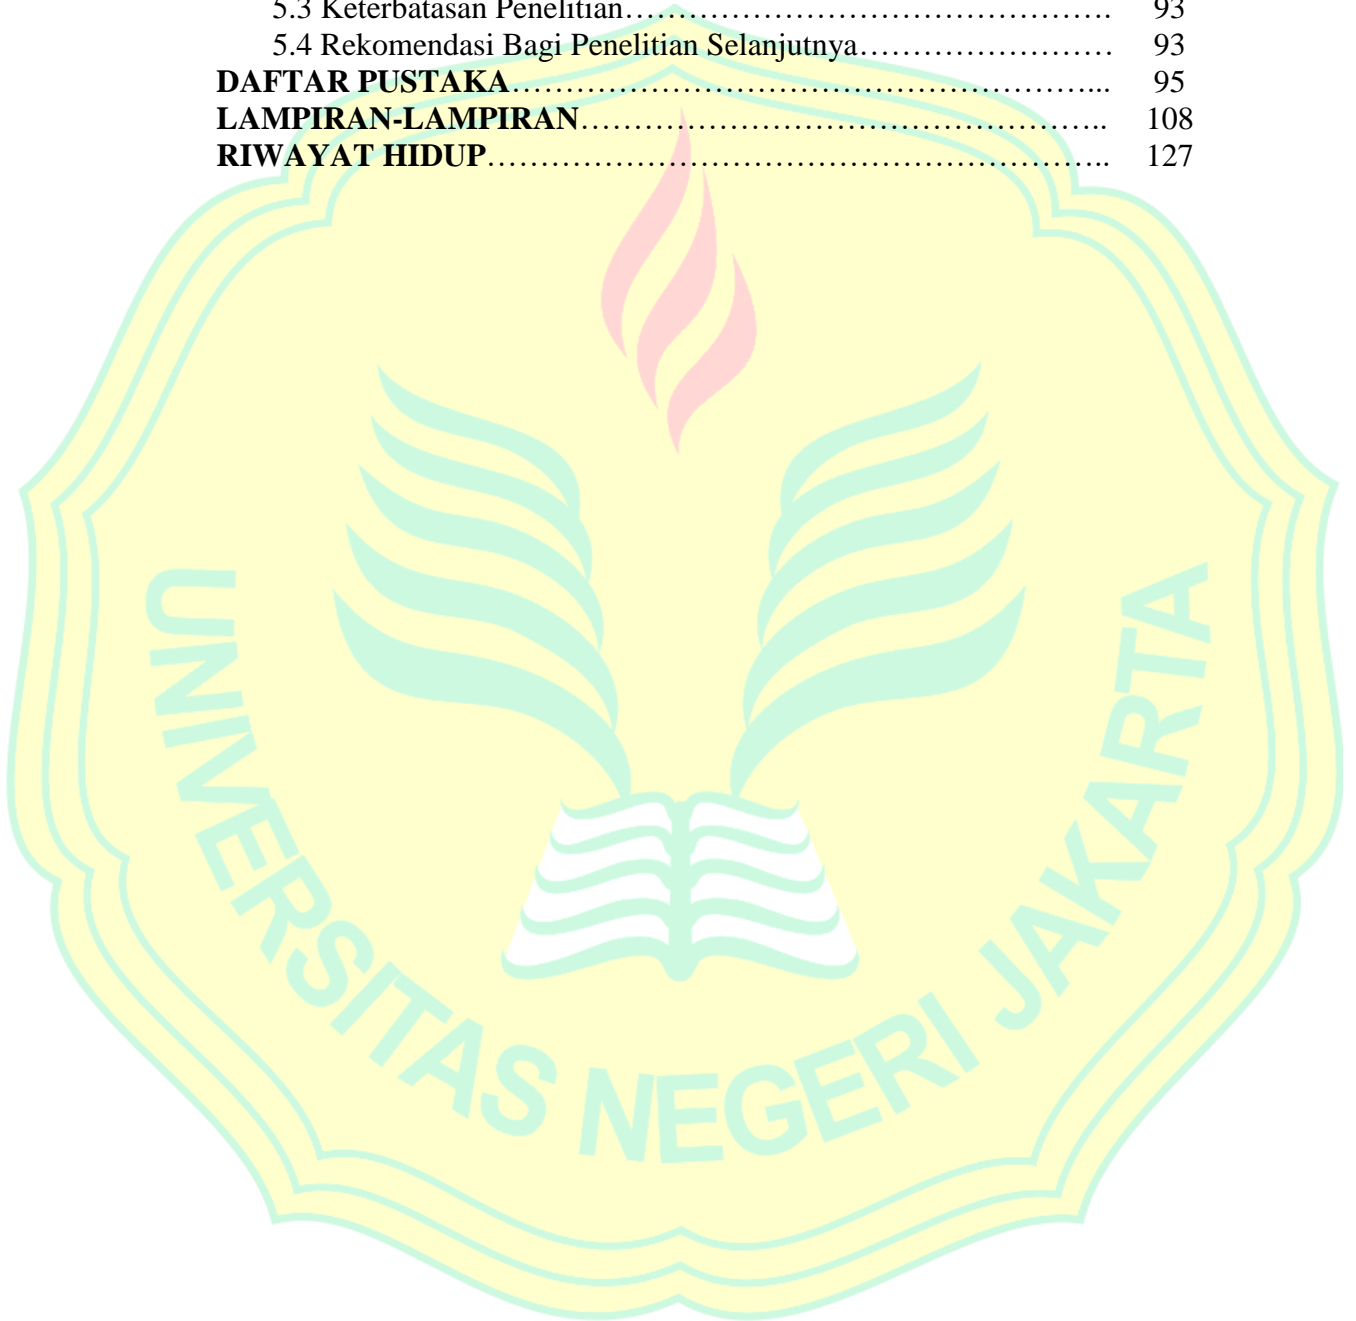 5.3 Keterbatasan Penelitian………………………………………. 93
5.4 Rekomendasi Bagi Penelitian Selanjutnya…………………… 93
DAFTAR PUSTAKA………………………………………………... 95
LAMPIRAN-LAMPIRAN………………………………………….. 108
RIWAYAT HIDUP………………………………………………….. 127
UNIVERSITAS NEGERI JAKARTA